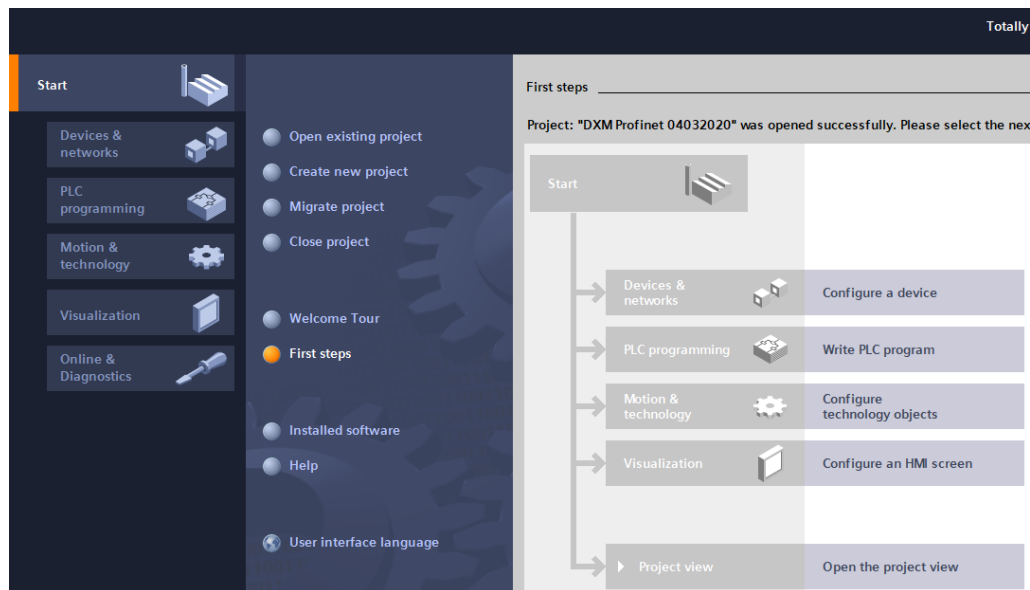 Totally
Start
Devices &
networks
PLC
programming
Motion &
technology
Visualization
Online &
Diagnostics
Open existing project
Create new project
Migrate project
Close project
Welcome Tour
First steps
Installed software
Help
User interface language
First steps
Project: "DXM Profinet 04032020" was opened successfully. Please select the nex
Start
Devices &
networks
Configure a device
PLC programming
Write PLC program
Motion &
technology
Configure
technology objects
Visualization
Configure an HMI screen
Project view
Open the project view